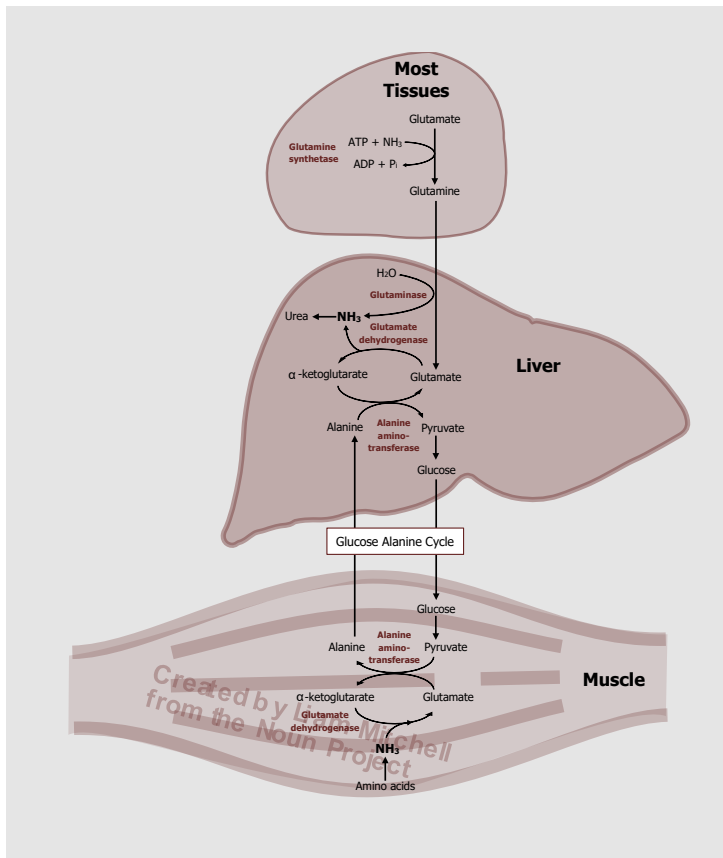 Most
Tissues
Glutamate
ATP + NH₃
Glutamine
synthetase
ADP + Pᵢ
Glutamine
H₂O
Glutaminase
Urea
NH₃
Glutamate
dehydrogenase
Liver
α-ketoglutarate
Glutamate
Alanine
Alanine
amino-
transferase
Pyruvate
Glucose
Glucose Alanine Cycle
Glucose
Alanine
Alanine
amino-
transferase
Pyruvate
Muscle
α-ketoglutarate
Glutamate
Glutamate
dehydrogenase
NH₃
Amino acids
Created by Liam Mitchell
from the Noun Project